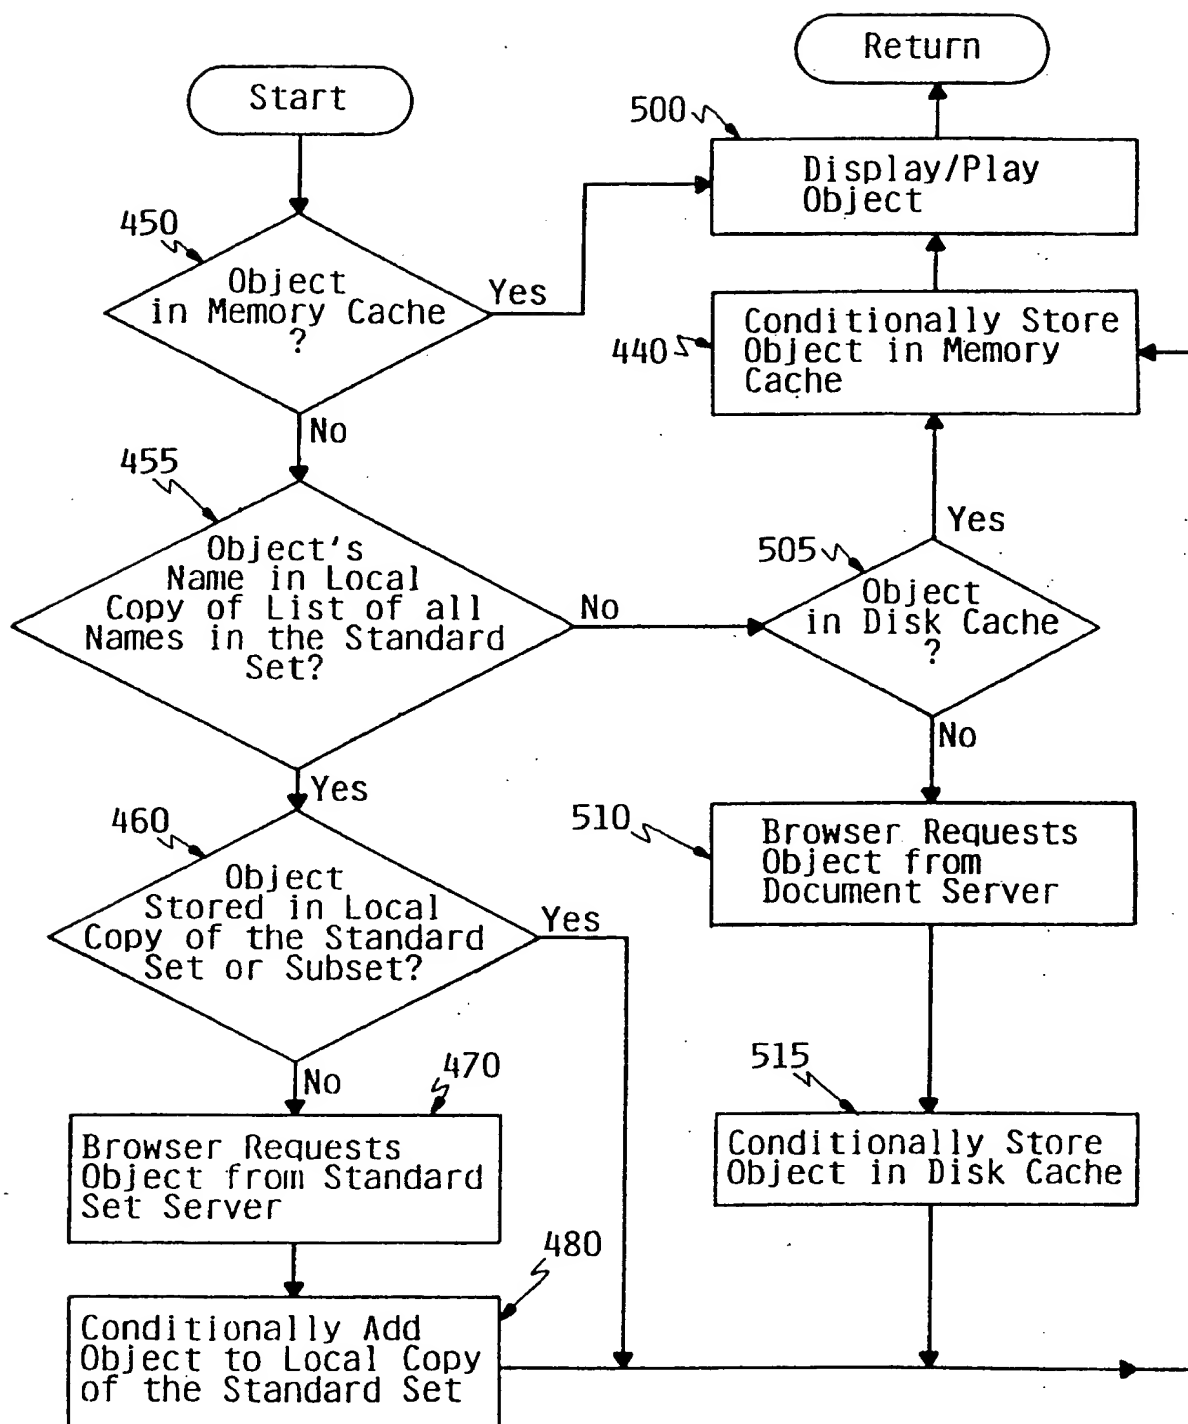 Start
450
Object
in Memory Cache
?
Yes
No
455
Object's
Name in Local
Copy of List of all
Names in the Standard
Set?
No
Yes
460
Object
Stored in Local
Copy of the Standard
Set or Subset?
Yes
No
470
Browser Requests
Object from Standard
Set Server
480
Conditionally Add
Object to Local Copy
of the Standard Set
Return
500
Display/Play
Object
440
Conditionally Store
Object in Memory
Cache
Yes
505
Object
in Disk Cache
?
No
510
Browser Requests
Object from
Document Server
515
Conditionally Store
Object in Disk Cache